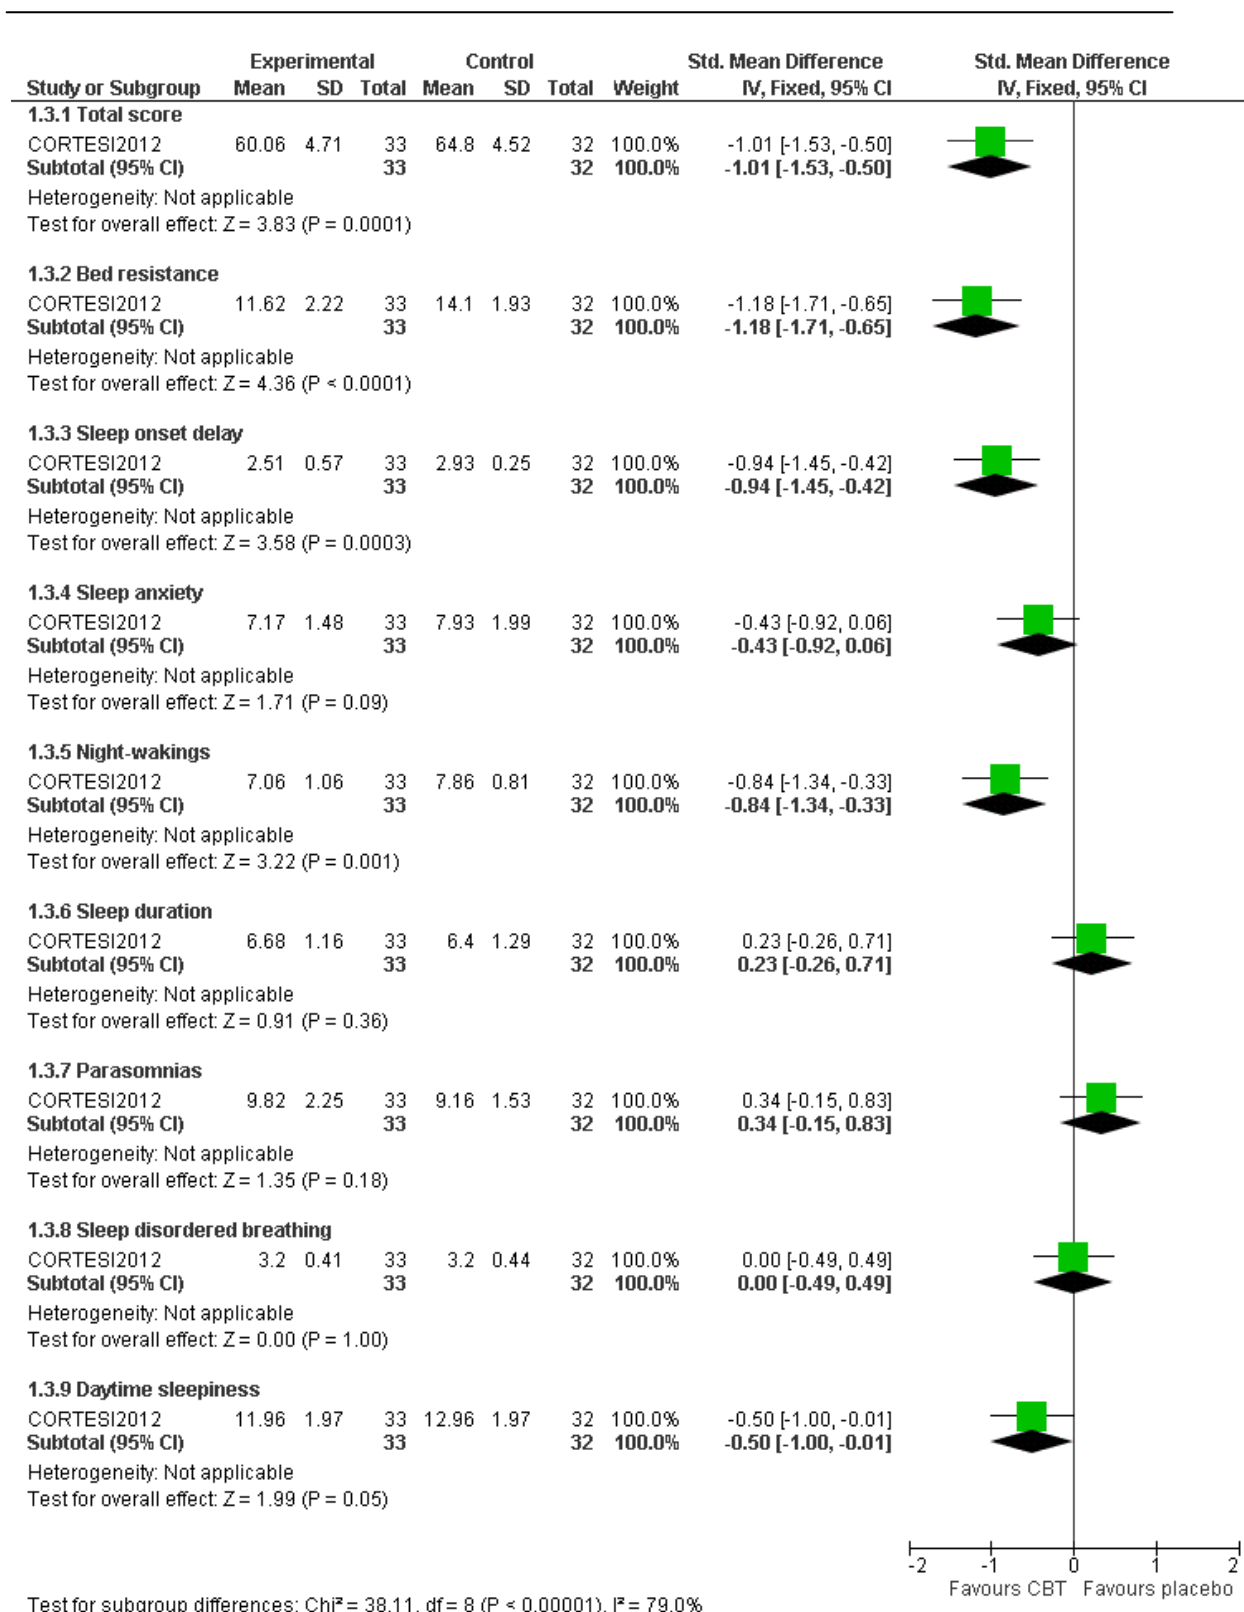 Experimental Control Std. Mean Difference Std. Mean Difference
Study or Subgroup Mean SD Total Mean SD Total Weight IV, Fixed, 95% CI IV, Fixed, 95% CI
1.3.1 Total score
CORTESI2012 60.06 4.71 33 64.8 4.52 32 100.0% -1.01 [-1.53, -0.50]
Subtotal (95% CI) 33 32 100.0% -1.01 [-1.53, -0.50]
Heterogeneity: Not applicable
Test for overall effect: Z = 3.83 (P = 0.0001)
1.3.2 Bed resistance
CORTESI2012 11.62 2.22 33 14.1 1.93 32 100.0% -1.18 [-1.71, -0.65]
Subtotal (95% CI) 33 32 100.0% -1.18 [-1.71, -0.65]
Heterogeneity: Not applicable
Test for overall effect: Z = 4.36 (P < 0.0001)
1.3.3 Sleep onset delay
CORTESI2012 2.51 0.57 33 2.93 0.25 32 100.0% -0.94 [-1.45, -0.42]
Subtotal (95% CI) 33 32 100.0% -0.94 [-1.45, -0.42]
Heterogeneity: Not applicable
Test for overall effect: Z = 3.58 (P = 0.0003)
1.3.4 Sleep anxiety
CORTESI2012 7.17 1.48 33 7.93 1.99 32 100.0% -0.43 [-0.92, 0.06]
Subtotal (95% CI) 33 32 100.0% -0.43 [-0.92, 0.06]
Heterogeneity: Not applicable
Test for overall effect: Z = 1.71 (P = 0.09)
1.3.5 Night-wakings
CORTESI2012 7.06 1.06 33 7.86 0.81 32 100.0% -0.84 [-1.34, -0.33]
Subtotal (95% CI) 33 32 100.0% -0.84 [-1.34, -0.33]
Heterogeneity: Not applicable
Test for overall effect: Z = 3.22 (P = 0.001)
1.3.6 Sleep duration
CORTESI2012 6.68 1.16 33 6.4 1.29 32 100.0% 0.23 [-0.26, 0.71]
Subtotal (95% CI) 33 32 100.0% 0.23 [-0.26, 0.71]
Heterogeneity: Not applicable
Test for overall effect: Z = 0.91 (P = 0.36)
1.3.7 Parasomnias
CORTESI2012 9.82 2.25 33 9.16 1.53 32 100.0% 0.34 [-0.15, 0.83]
Subtotal (95% CI) 33 32 100.0% 0.34 [-0.15, 0.83]
Heterogeneity: Not applicable
Test for overall effect: Z = 1.35 (P = 0.18)
1.3.8 Sleep disordered breathing
CORTESI2012 3.2 0.41 33 3.2 0.44 32 100.0% 0.00 [-0.49, 0.49]
Subtotal (95% CI) 33 32 100.0% 0.00 [-0.49, 0.49]
Heterogeneity: Not applicable
Test for overall effect: Z = 0.00 (P = 1.00)
1.3.9 Daytime sleepiness
CORTESI2012 11.96 1.97 33 12.96 1.97 32 100.0% -0.50 [-1.00, -0.01]
Subtotal (95% CI) 33 32 100.0% -0.50 [-1.00, -0.01]
Heterogeneity: Not applicable
Test for overall effect: Z = 1.99 (P = 0.05)
-2 -1 0 1 2
Favours CBT Favours placebo
Test for subgroup differences: Chi² = 38.11, df = 8 (P < 0.00001), I² = 79.0%